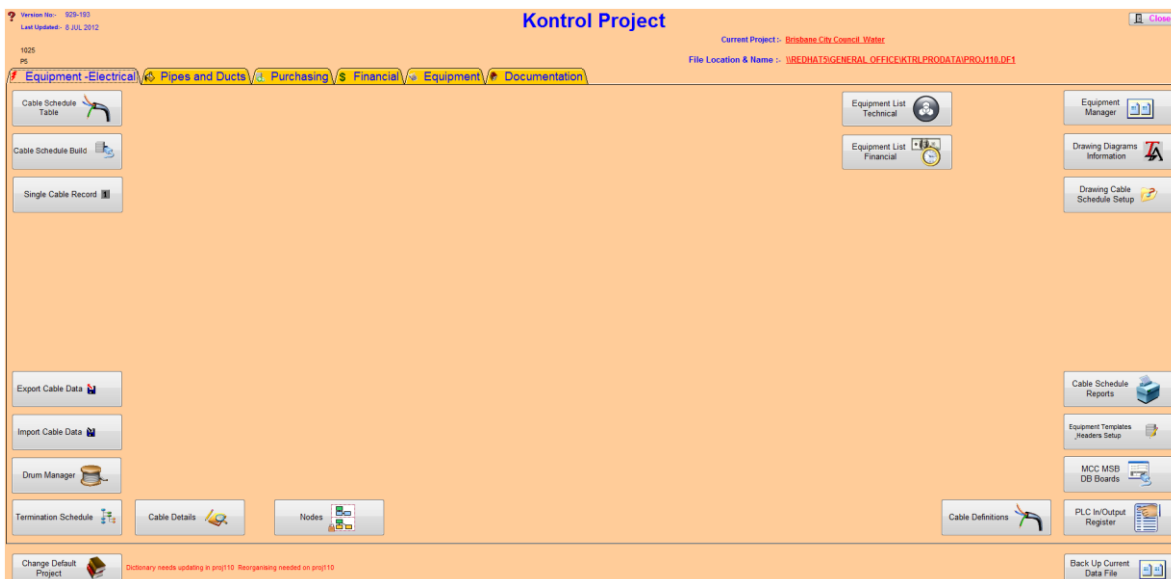 Version No:- 929-193
Last Updated:- 6 JUL 2012
Kontrol Project
Close
Current Project :- Brisbane City Council Water
1025
P5
File Location & Name :- \\REDHAT5\GENERAL OFFICE\KTRLPRODATA\PROJ110.DF1
Equipment -Electrical
Pipes and Ducts
Purchasing
Financial
Equipment
Documentation
Cable Schedule
Table
Equipment List
Technical
Equipment
Manager
Cable Schedule Build
Equipment List
Financial
Drawing Diagrams
Information
Single Cable Record
Drawing Cable
Schedule Setup
Export Cable Data
Cable Schedule
Reports
Import Cable Data
Equipment Templates
,Headers Setup
Drum Manager
MCC MSB
DB Boards
Termination Schedule
Cable Details
Nodes
Cable Definitions
PLC In/Output
Register
Change Default
Project
Dictionary needs updating in proj110 Reorganising needed on proj110
Back Up Current
Data File